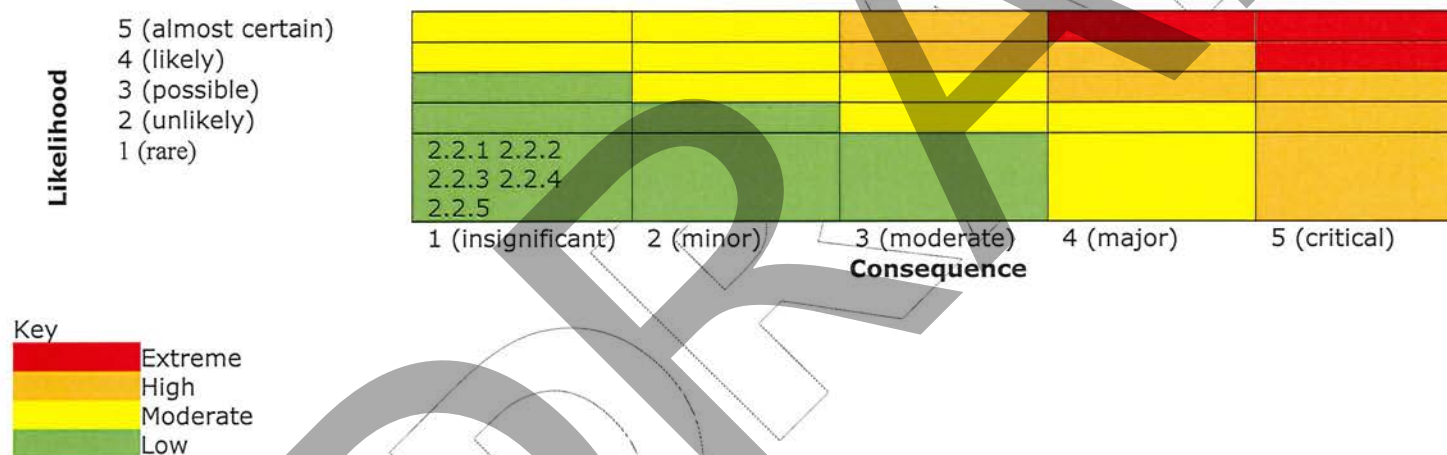 Likelihood
5 (almost certain)
4 (likely)
3 (possible)
2 (unlikely)
1 (rare)
2.2.1 2.2.2
2.2.3 2.2.4
2.2.5
1 (insignificant) 2 (minor) 3 (moderate) 4 (major) 5 (critical)
Consequence
Key
Extreme
High
Moderate
Low